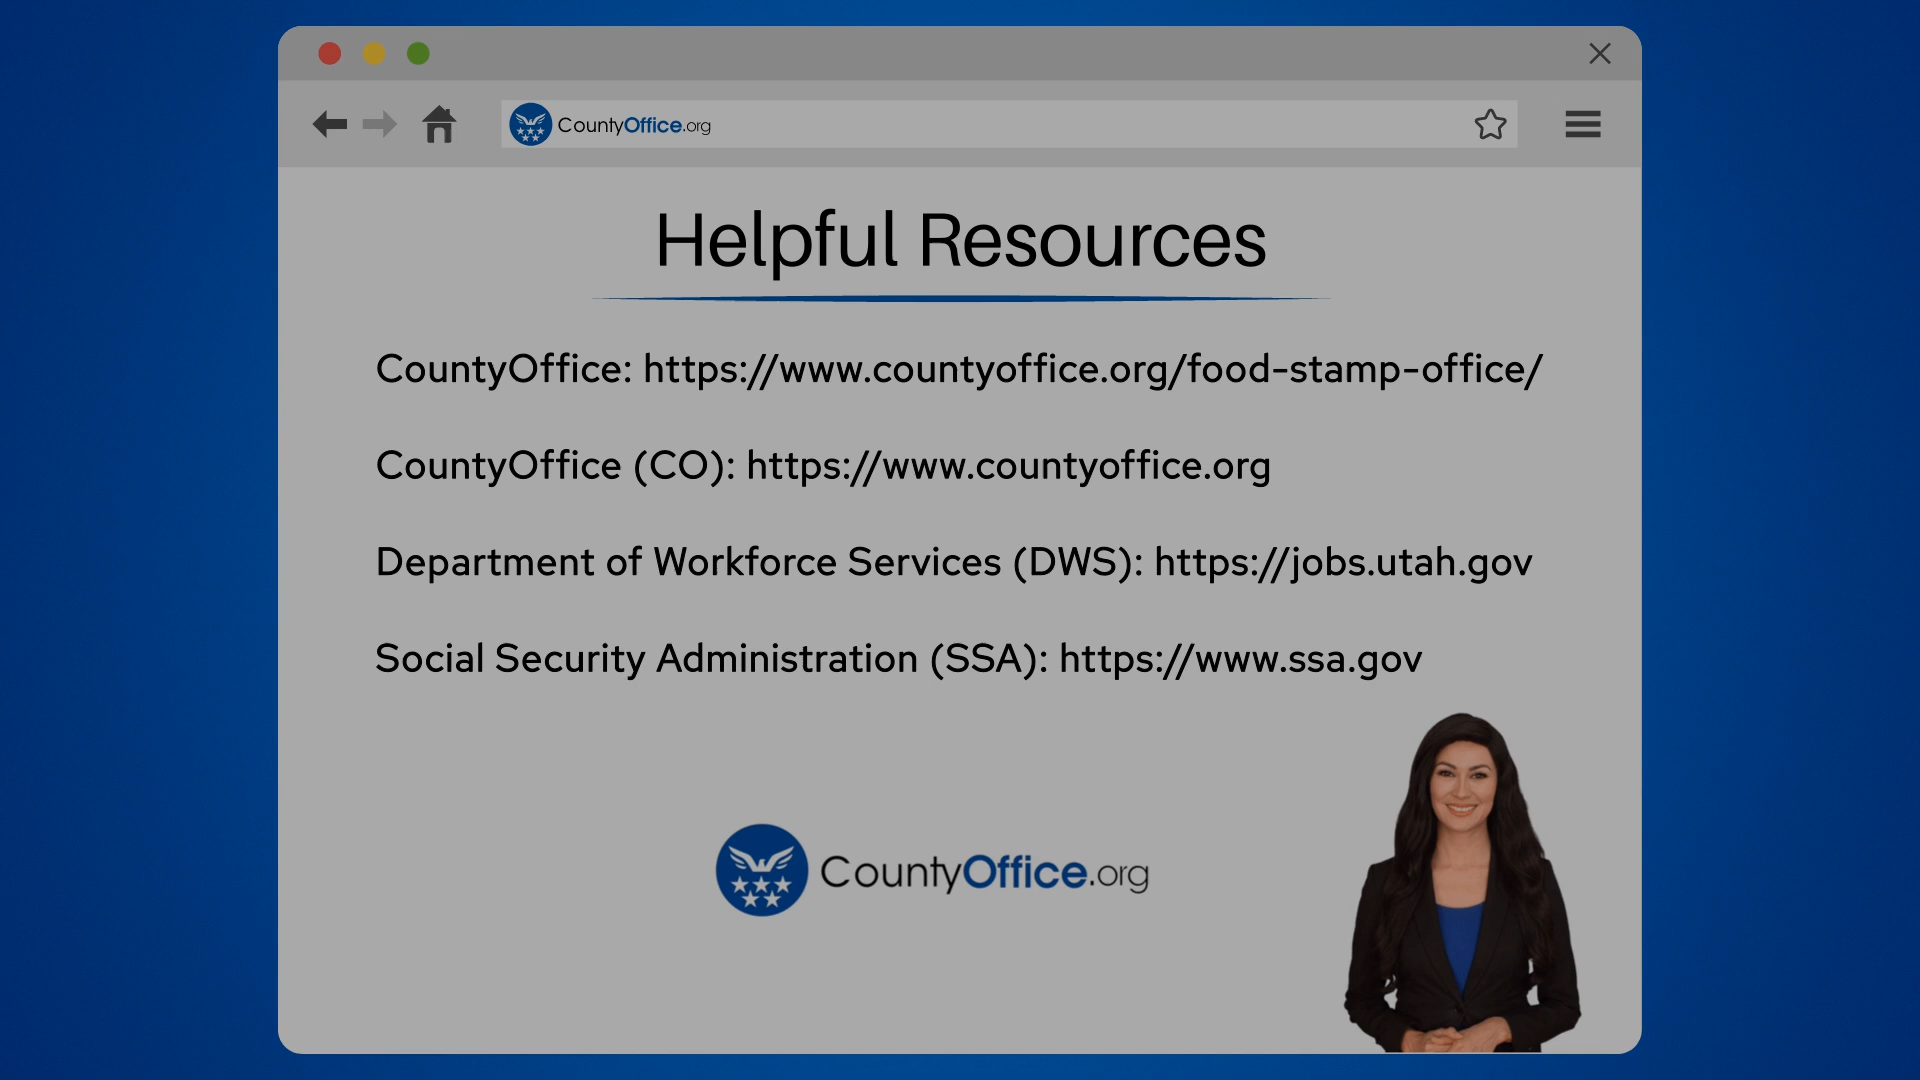 CountyOffice.org
Helpful Resources
CountyOffice: https://www.countyoffice.org/food-stamp-office/
CountyOffice (CO): https://www.countyoffice.org
Department of Workforce Services (DWS): https://jobs.utah.gov
Social Security Administration (SSA): https://www.ssa.gov
CountyOffice.org